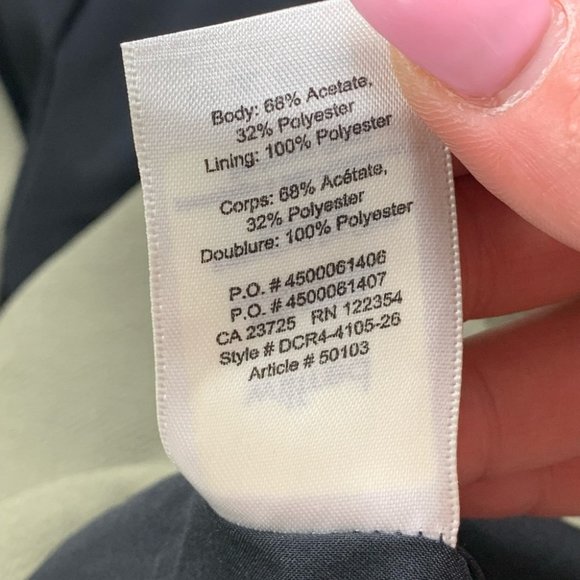 Body: 68% Acetate,
32% Polyester
Lining: 100% Polyester
Corps: 68% Acétate,
32% Polyester
Doublure: 100% Polyester
P.O. # 4500061406
P.O. # 4500061407
CA 23725 RN 122354
Style # DCR4-4105-26
Article # 50103